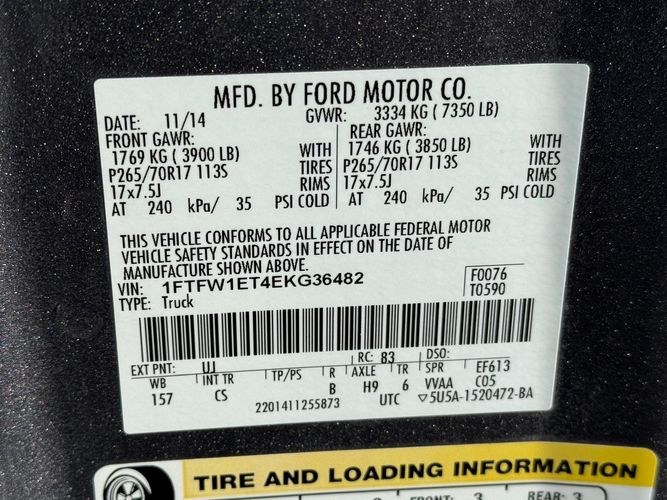 MFD. BY FORD MOTOR CO.
DATE: 11/14 GVWR: 3334 KG ( 7350 LB)
FRONT GAWR: REAR GAWR:
1769 KG ( 3900 LB) WITH 1746 KG ( 3850 LB) WITH
P265/70R17 113S TIRES P265/70R17 113S TIRES
17x7.5J RIMS 17x7.5J RIMS
AT 240 kPa/ 35 PSI COLD AT 240 kPa/ 35 PSI COLD
THIS VEHICLE CONFORMS TO ALL APPLICABLE FEDERAL MOTOR
VEHICLE SAFETY STANDARDS IN EFFECT ON THE DATE OF
MANUFACTURE SHOWN ABOVE.
VIN: 1FTFW1ET4EKG36482 F0076
TYPE: Truck T0590
EXT PNT: UJ RC: 83 DSO:
WB INT TR TP/PS R AXLE TR SPR EF613
157 CS B H9 6 VVAA C05
2201411255873 UTC ▽5U5A-1520472-BA
TIRE AND LOADING INFORMATION
FRONT: 3 REAR: 3